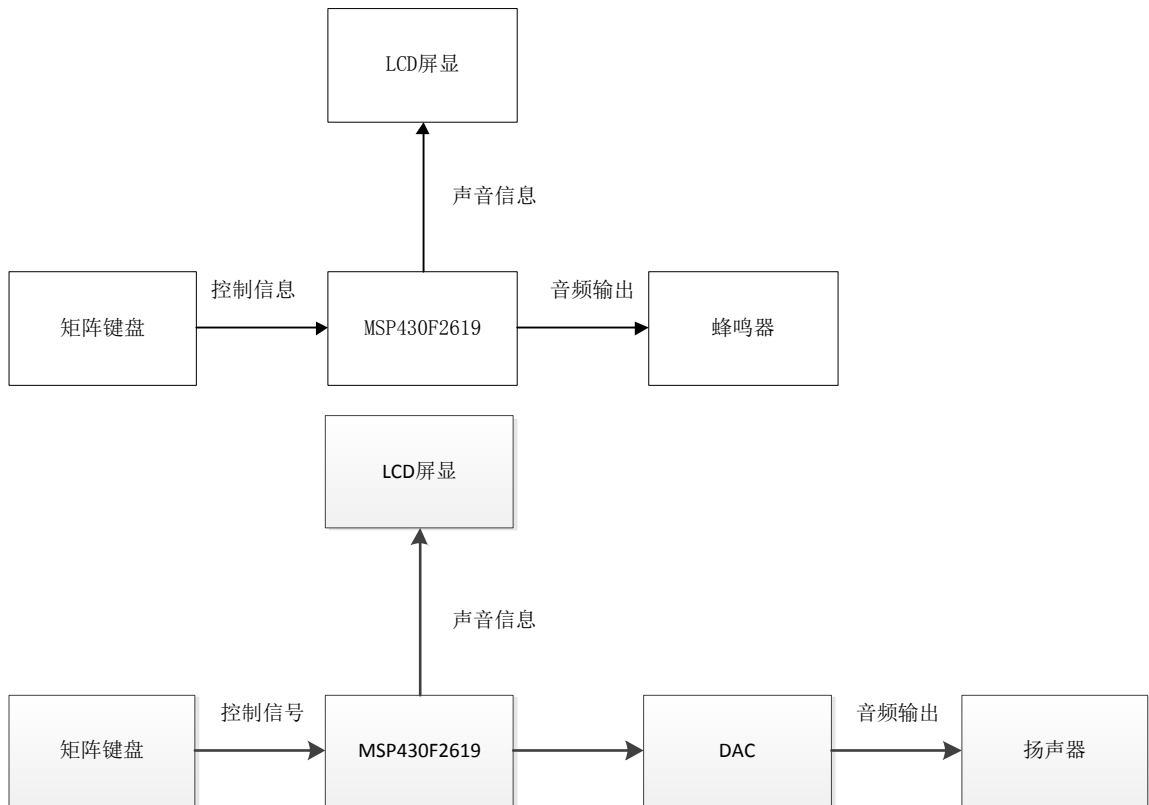 LCD屏显
声音信息
控制信息
音频输出
矩阵键盘
MSP430F2619
蜂鸣器
LCD屏显
声音信息
控制信号
音频输出
矩阵键盘
MSP430F2619
DAC
扬声器